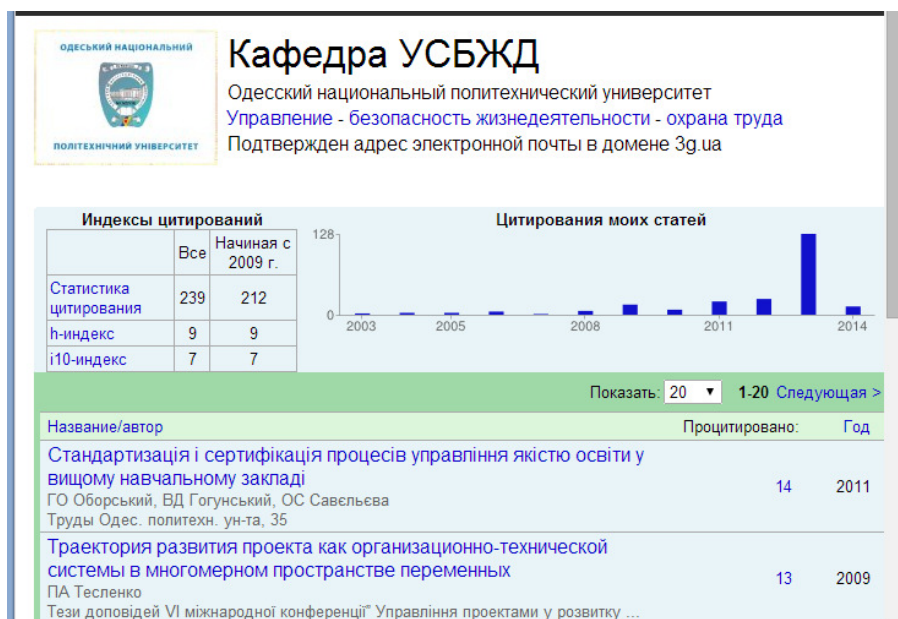 ОДЕСЬКИЙ НАЦІОНАЛЬНИЙ
ПОЛІТЕХНІЧНИЙ УНІВЕРСИТЕТ
Кафедра УСБЖД
Одесский национальный политехнический университет
Управление - безопасность жизнедеятельности - охрана труда
Подтвержден адрес электронной почты в домене 3g.ua
Индексы цитирований
Все
Начиная с
2009 г.
Статистика
цитирования
239
212
h-индекс
9
9
i10-индекс
7
7
Цитирования моих статей
128
0
2003
2005
2008
2011
2014
Показать: 20 1-20 Следующая >
Название/автор
Процитировано:
Год
Стандартизація і сертифікація процесів управління якістю освіти у
вищому навчальному закладі
ГО Оборський, ВД Гогунський, ОС Савєльєва
Труды Одес. политехн. ун-та, 35
14
2011
Траектория развития проекта как организационно-технической
системы в многомерном пространстве переменных
ПА Тесленко
Тези доповідей VI міжнародної конференції" Управління проектами у розвитку ...
13
2009